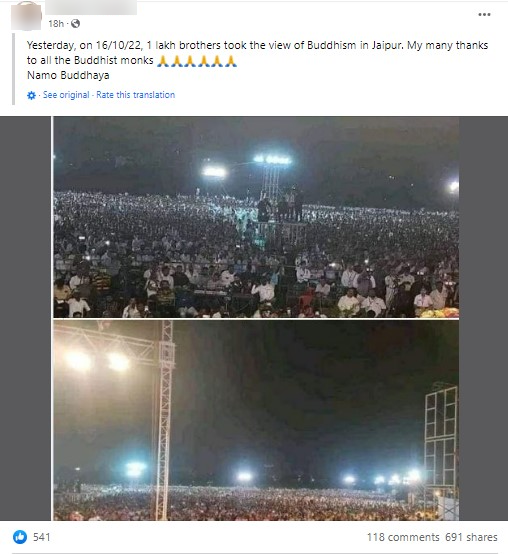 18h ·
Yesterday, on 16/10/22, 1 lakh brothers took the view of Buddhism in Jaipur. My many thanks
to all the Buddhist monks 🙏🙏🙏🙏🙏🙏
Namo Buddhaya
· See original · Rate this translation
541
118 comments 691 shares